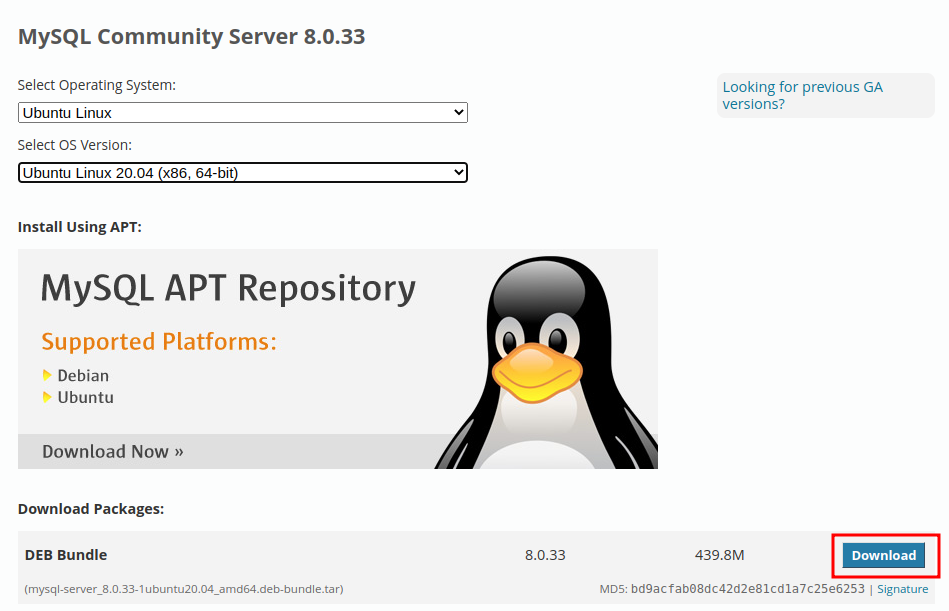 MySQL Community Server 8.0.33
Select Operating System:
Looking for previous GA
versions?
Ubuntu Linux
Select OS Version:
Ubuntu Linux 20.04 (x86, 64-bit)
Install Using APT:
MySQL APT Repository
Supported Platforms:
Debian
Ubuntu
Download Now »
Download Packages:
DEB Bundle 8.0.33 439.8M Download
(mysql-server_8.0.33-1ubuntu20.04_amd64.deb-bundle.tar) MD5: bd9acfab08dc42d2e81cd1a7c25e6253 | Signature